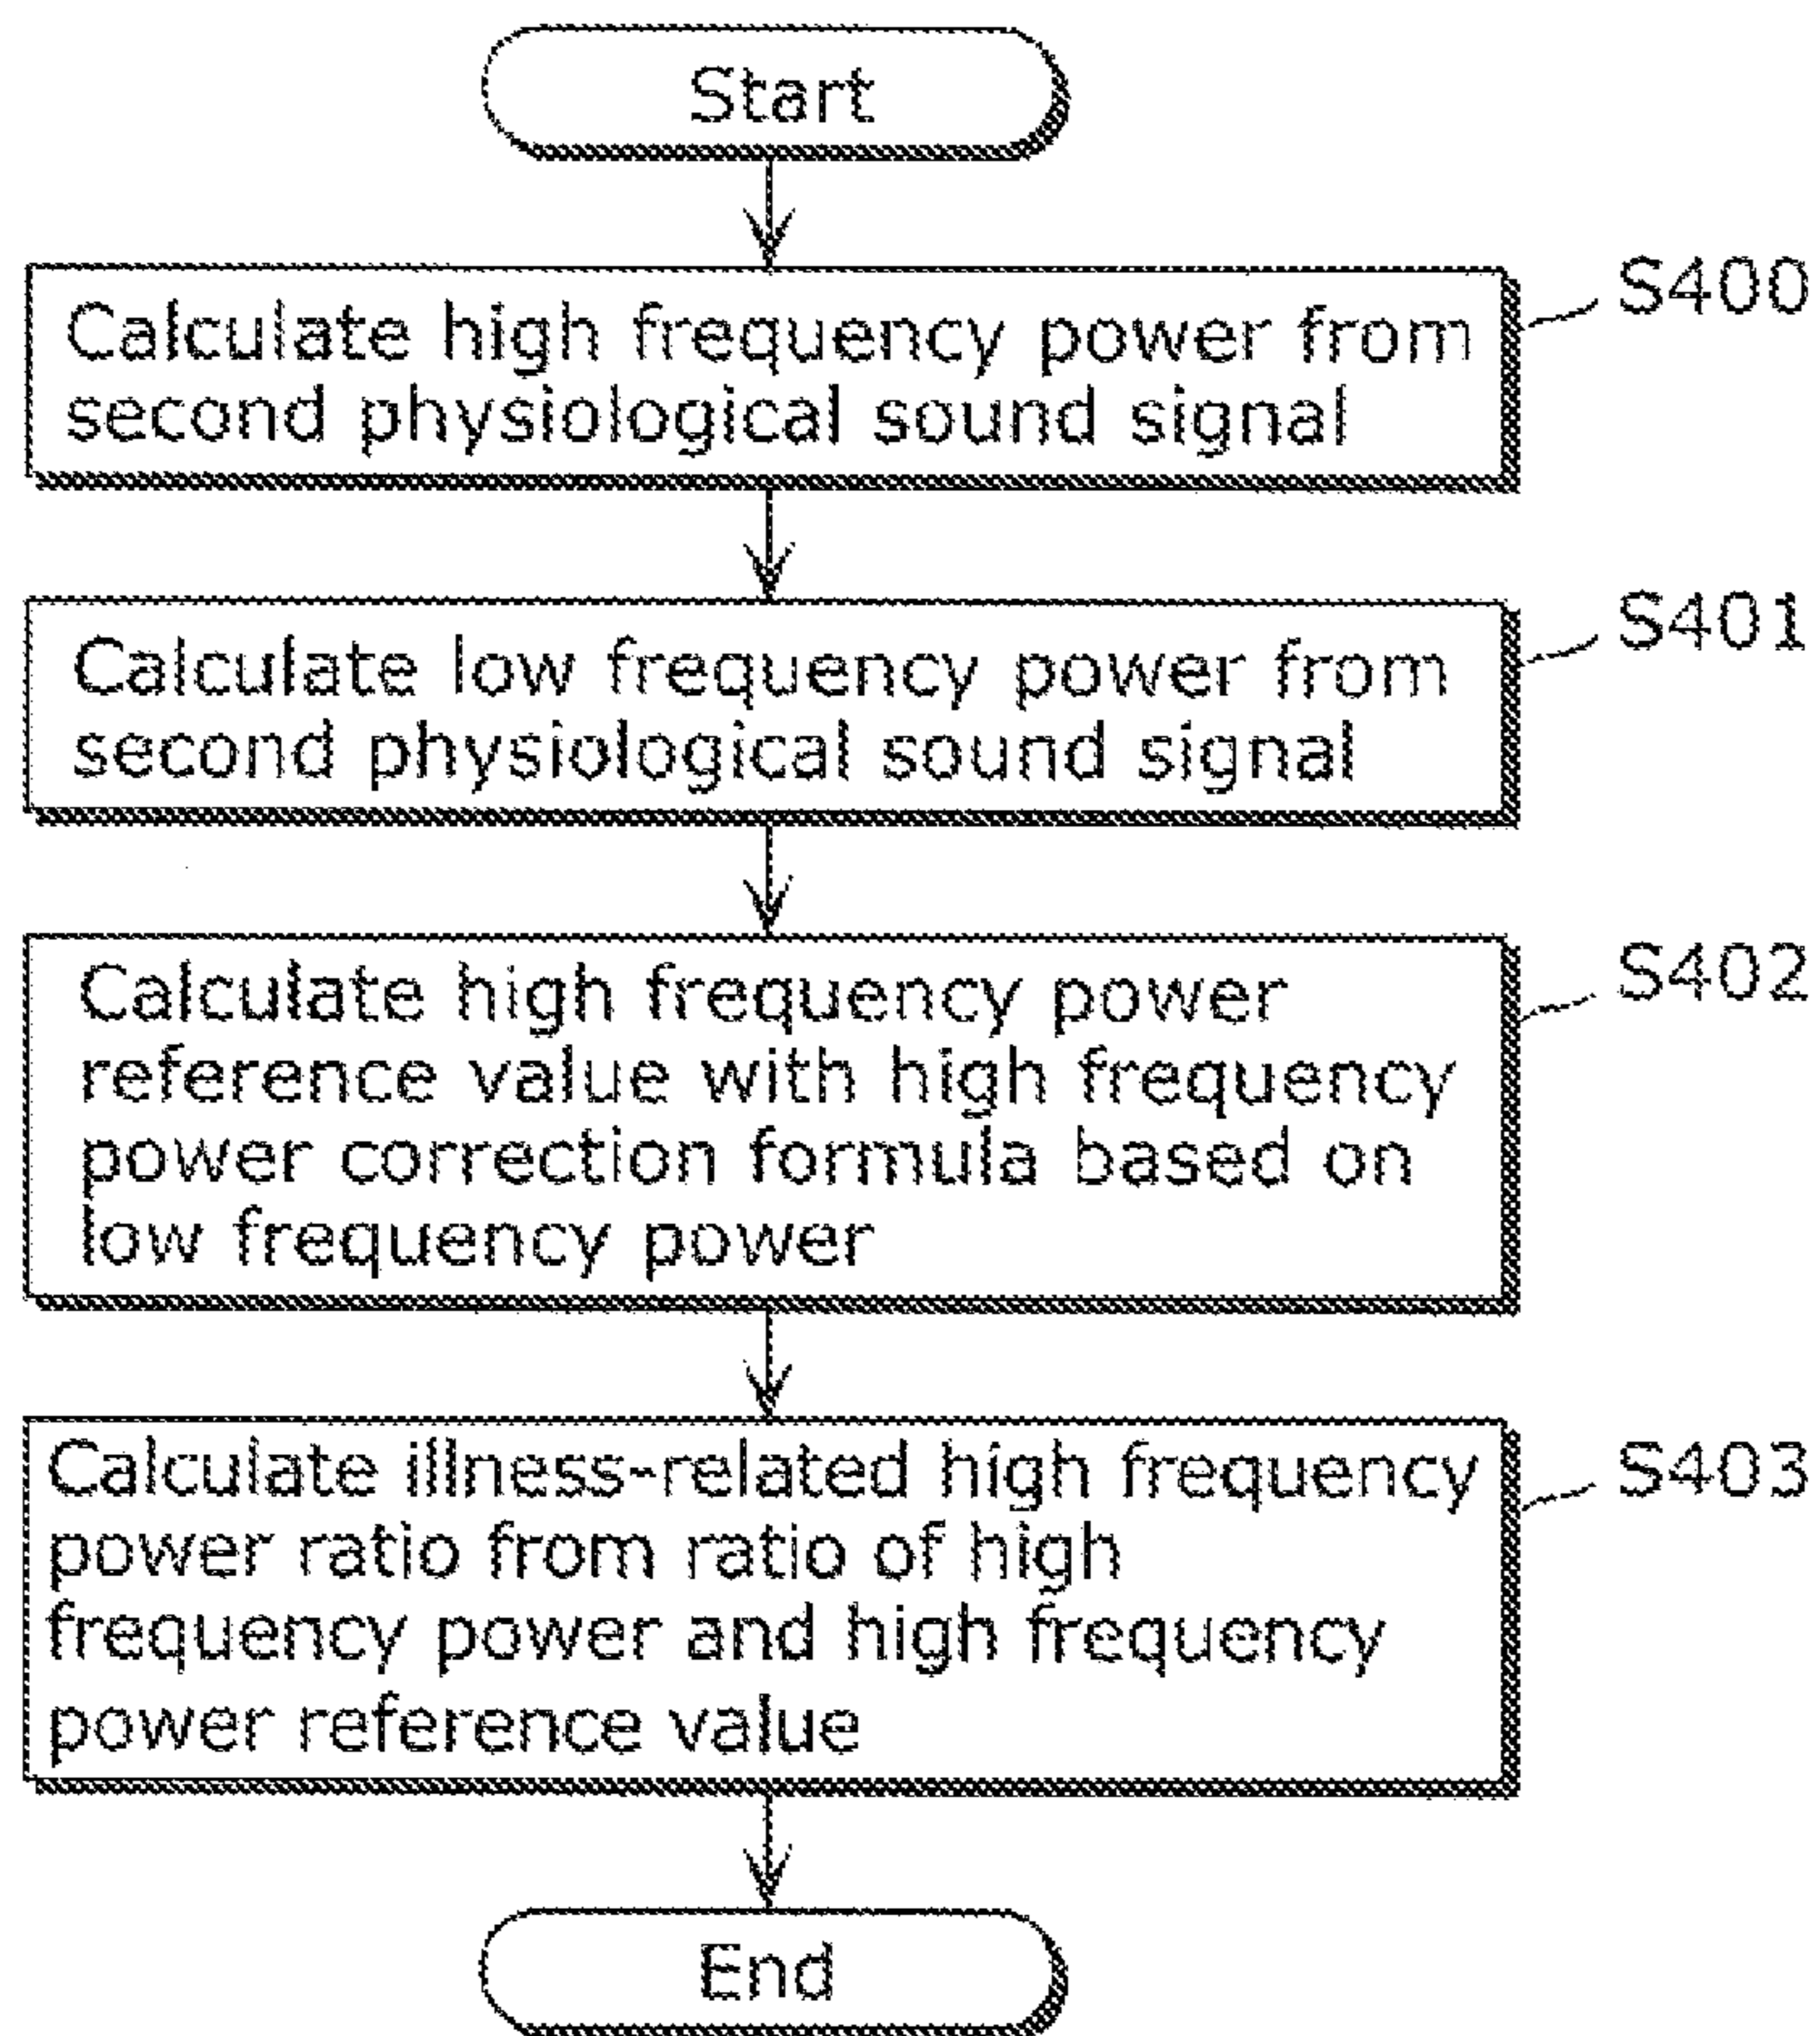 Start
S400
Calculate high frequency power from
second physiological sound signal
S401
Calculate low frequency power from
second physiological sound signal
S402
Calculate high frequency power
reference value with high frequency
power correction formula based on
low frequency power
S403
Calculate illness-related high frequency
power ratio from ratio of high
frequency power and high frequency
power reference value
End